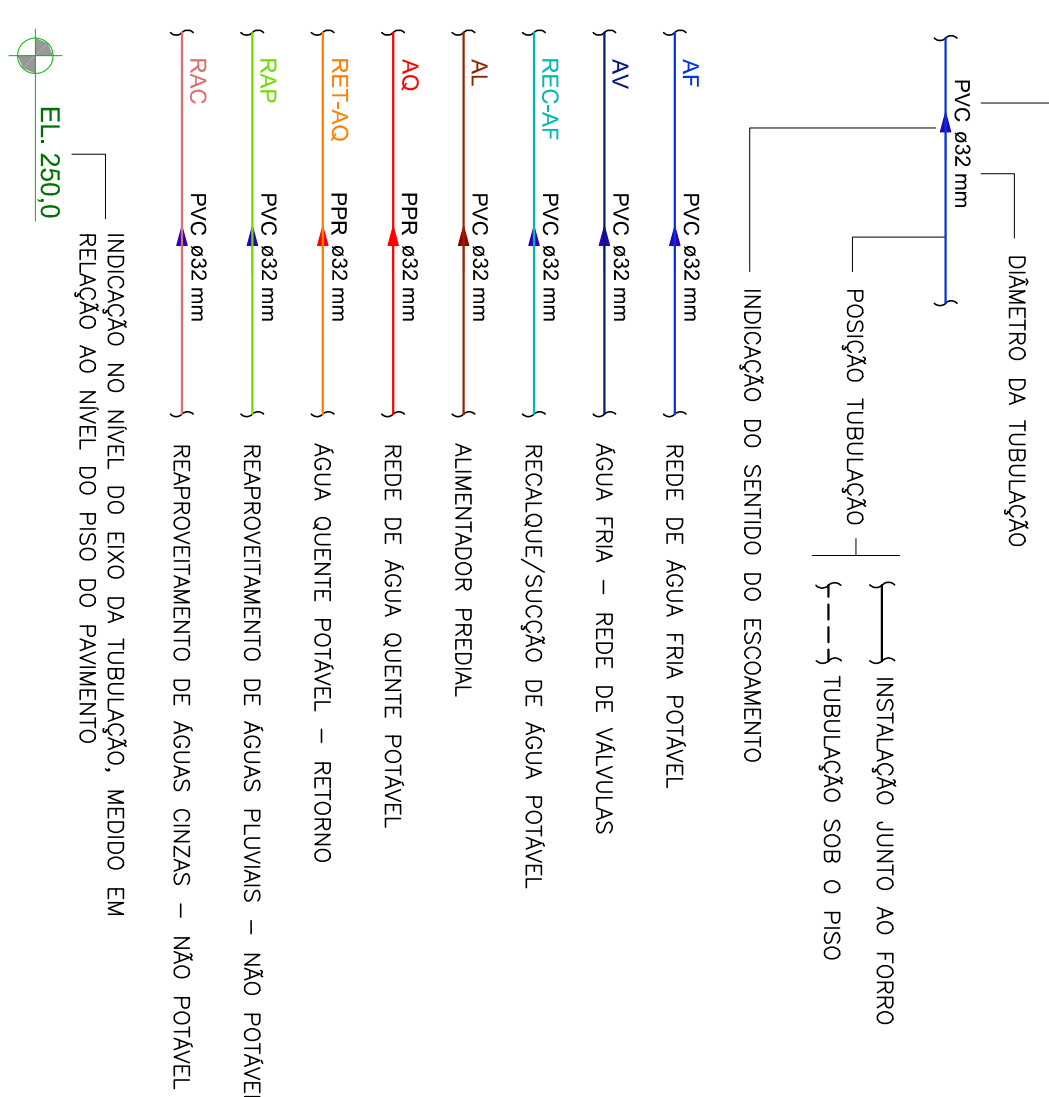 PVC ø32 mm
DIÂMETRO DA TUBULAÇÃO
POSIÇÃO TUBULAÇÃO
INSTALAÇÃO JUNTO AO FORRO
TUBULAÇÃO SOB O PISO
INDICAÇÃO DO SENTIDO DO ESCOAMENTO
AF PVC ø32 mm REDE DE ÁGUA FRIA POTÁVEL
AV PVC ø32 mm ÁGUA FRIA – REDE DE VÁLVULAS
REC-AF PVC ø32 mm RECALQUE/SUCÇÃO DE ÁGUA POTÁVEL
AL PVC ø32 mm ALIMENTADOR PREDIAL
AQ PPR ø32 mm REDE DE ÁGUA QUENTE POTÁVEL
RET-AQ PPR ø32 mm ÁGUA QUENTE POTÁVEL – RETORNO
RAP PVC ø32 mm REAPROVEITAMENTO DE ÁGUAS PLUVIAIS – NÃO POTÁVEL
RAC PVC ø32 mm REAPROVEITAMENTO DE ÁGUAS CINZAS – NÃO POTÁVEL
INDICAÇÃO NO NÍVEL DO EIXO DA TUBULAÇÃO, MEDIDO EM
RELAÇÃO AO NÍVEL DO PISO DO PAVIMENTO
EL. 250,0